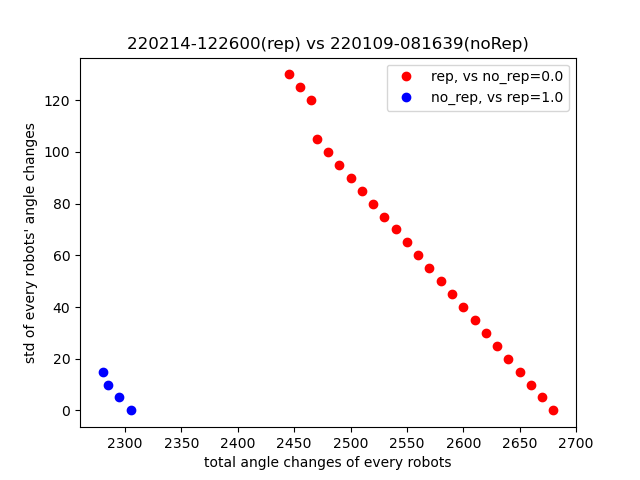 220214-122600(rep) vs 220109-081639(noRep)
rep, vs no_rep=0.0
no_rep, vs rep=1.0
std of every robots' angle changes
120
100
80
60
40
20
0
2300 2350 2400 2450 2500 2550 2600 2650 2700
total angle changes of every robots